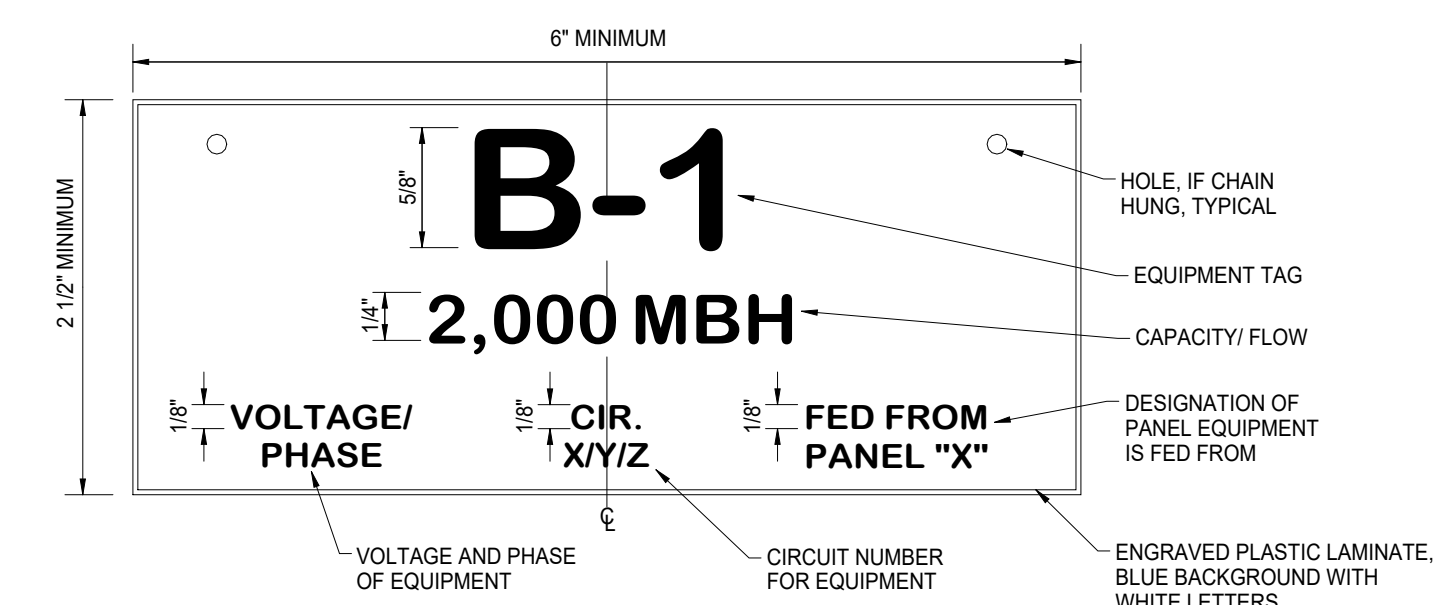 6" MINIMUM
2 1/2" MINIMUM
5/8"
B-1
HOLE, IF CHAIN
HUNG, TYPICAL
EQUIPMENT TAG
1/4"
2,000 MBH
CAPACITY/ FLOW
1/8"
VOLTAGE/
PHASE
1/8"
CIR.
X/Y/Z
1/8"
FED FROM
PANEL "X"
DESIGNATION OF
PANEL EQUIPMENT
IS FED FROM
℄
VOLTAGE AND PHASE
OF EQUIPMENT
CIRCUIT NUMBER
FOR EQUIPMENT
ENGRAVED PLASTIC LAMINATE,
BLUE BACKGROUND WITH
WHITE LETTERS